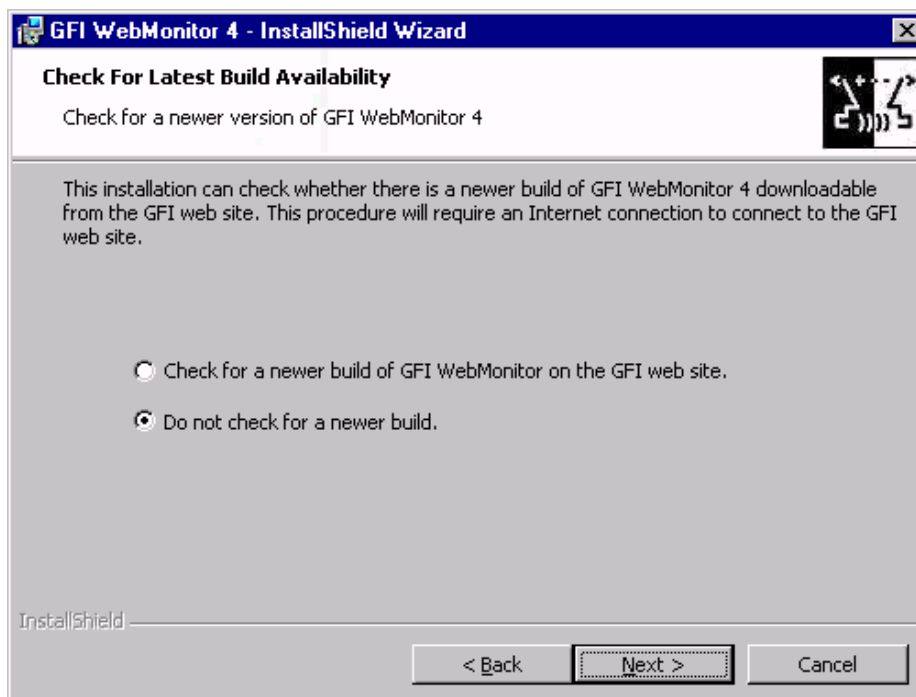 GFI WebMonitor 4 - InstallShield Wizard
Check For Latest Build Availability
Check for a newer version of GFI WebMonitor 4
This installation can check whether there is a newer build of GFI WebMonitor 4 downloadable
from the GFI web site. This procedure will require an Internet connection to connect to the GFI
web site.
Check for a newer build of GFI WebMonitor on the GFI web site.
Do not check for a newer build.
InstallShield
< Back
Next >
Cancel